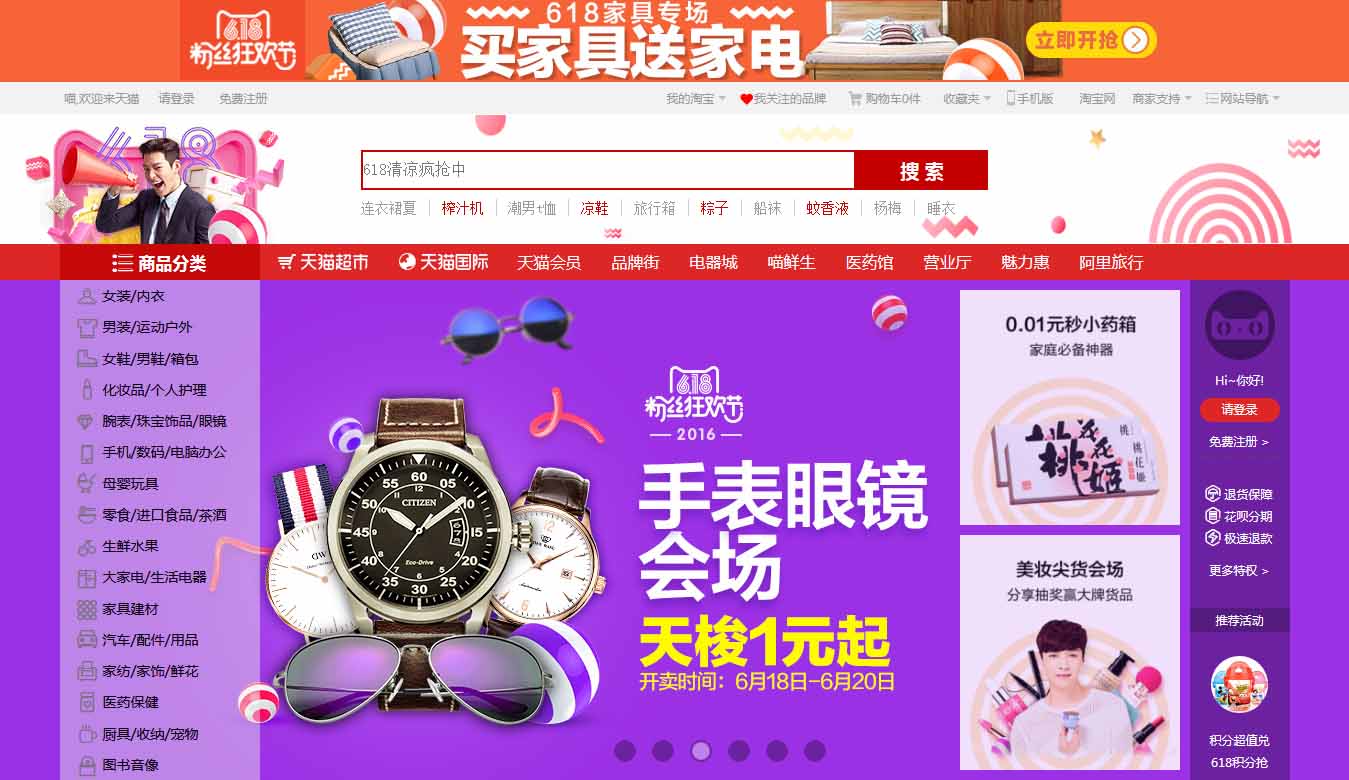 618
粉丝狂欢节
618家具专场
买家具送家电
立即开抢
喵,欢迎来天猫 请登录 免费注册 我的淘宝 我关注的品牌 购物车0件 收藏夹 手机版 淘宝网 商家支持 网站导航
618清凉疯抢中 搜索
连衣裙夏 榨汁机 潮男t恤 凉鞋 旅行箱 粽子 船袜 蚊香液 杨梅 睡衣
商品分类 天猫超市 天猫国际 天猫会员 品牌街 电器城 喵鲜生 医药馆 营业厅 魅力惠 阿里旅行
女装/内衣
男装/运动户外
女鞋/男鞋/箱包
化妆品/个人护理
腕表/珠宝饰品/眼镜
手机/数码/电脑办公
母婴玩具
零食/进口食品/茶酒
生鲜水果
大家电/生活电器
家具建材
汽车/配件/用品
家纺/家饰/鲜花
医药保健
厨具/收纳/宠物
图书音像
CITIZEN
Eco-Drive
DW
618
粉丝狂欢节
2016
手表眼镜
会场
天梭1元起
开卖时间：6月18日-6月20日
0.01元秒小药箱
家庭必备神器
桃花姬
美妆尖货会场
分享抽奖赢大牌货品
Hi~你好!
请登录
免费注册 >
退货保障
花呗分期
极速退款
更多特权 >
推荐活动
积分超值兑
618积分抢